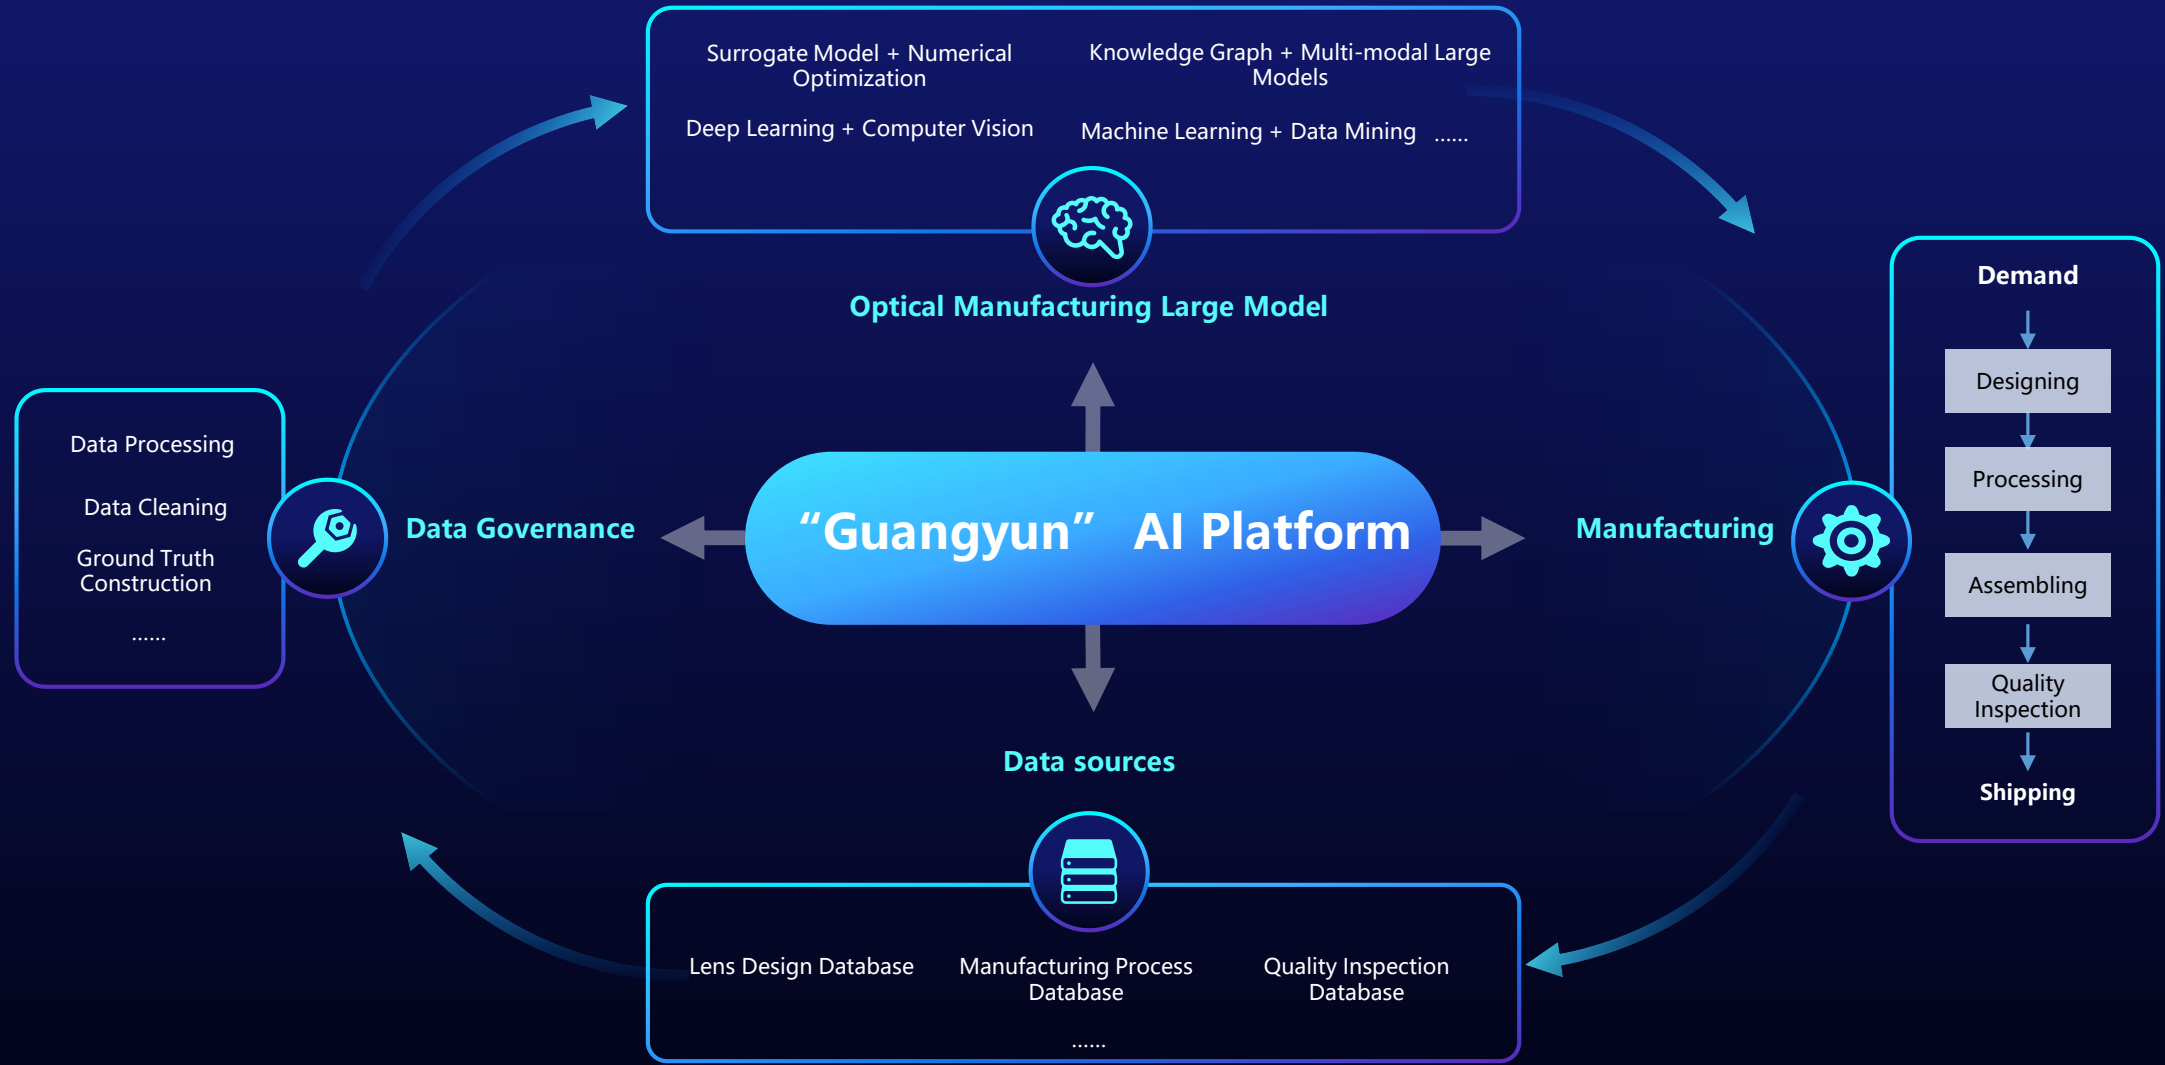 Surrogate Model + Numerical
Optimization
Knowledge Graph + Multi-modal Large
Models
Deep Learning + Computer Vision
Machine Learning + Data Mining ......
Optical Manufacturing Large Model
Data Processing
Data Cleaning
Ground Truth
Construction
......
Data Governance
“Guangyun” AI Platform
Manufacturing
Demand
Designing
Processing
Assembling
Quality
Inspection
Shipping
Data sources
Lens Design Database
Manufacturing Process
Database
Quality Inspection
Database
......